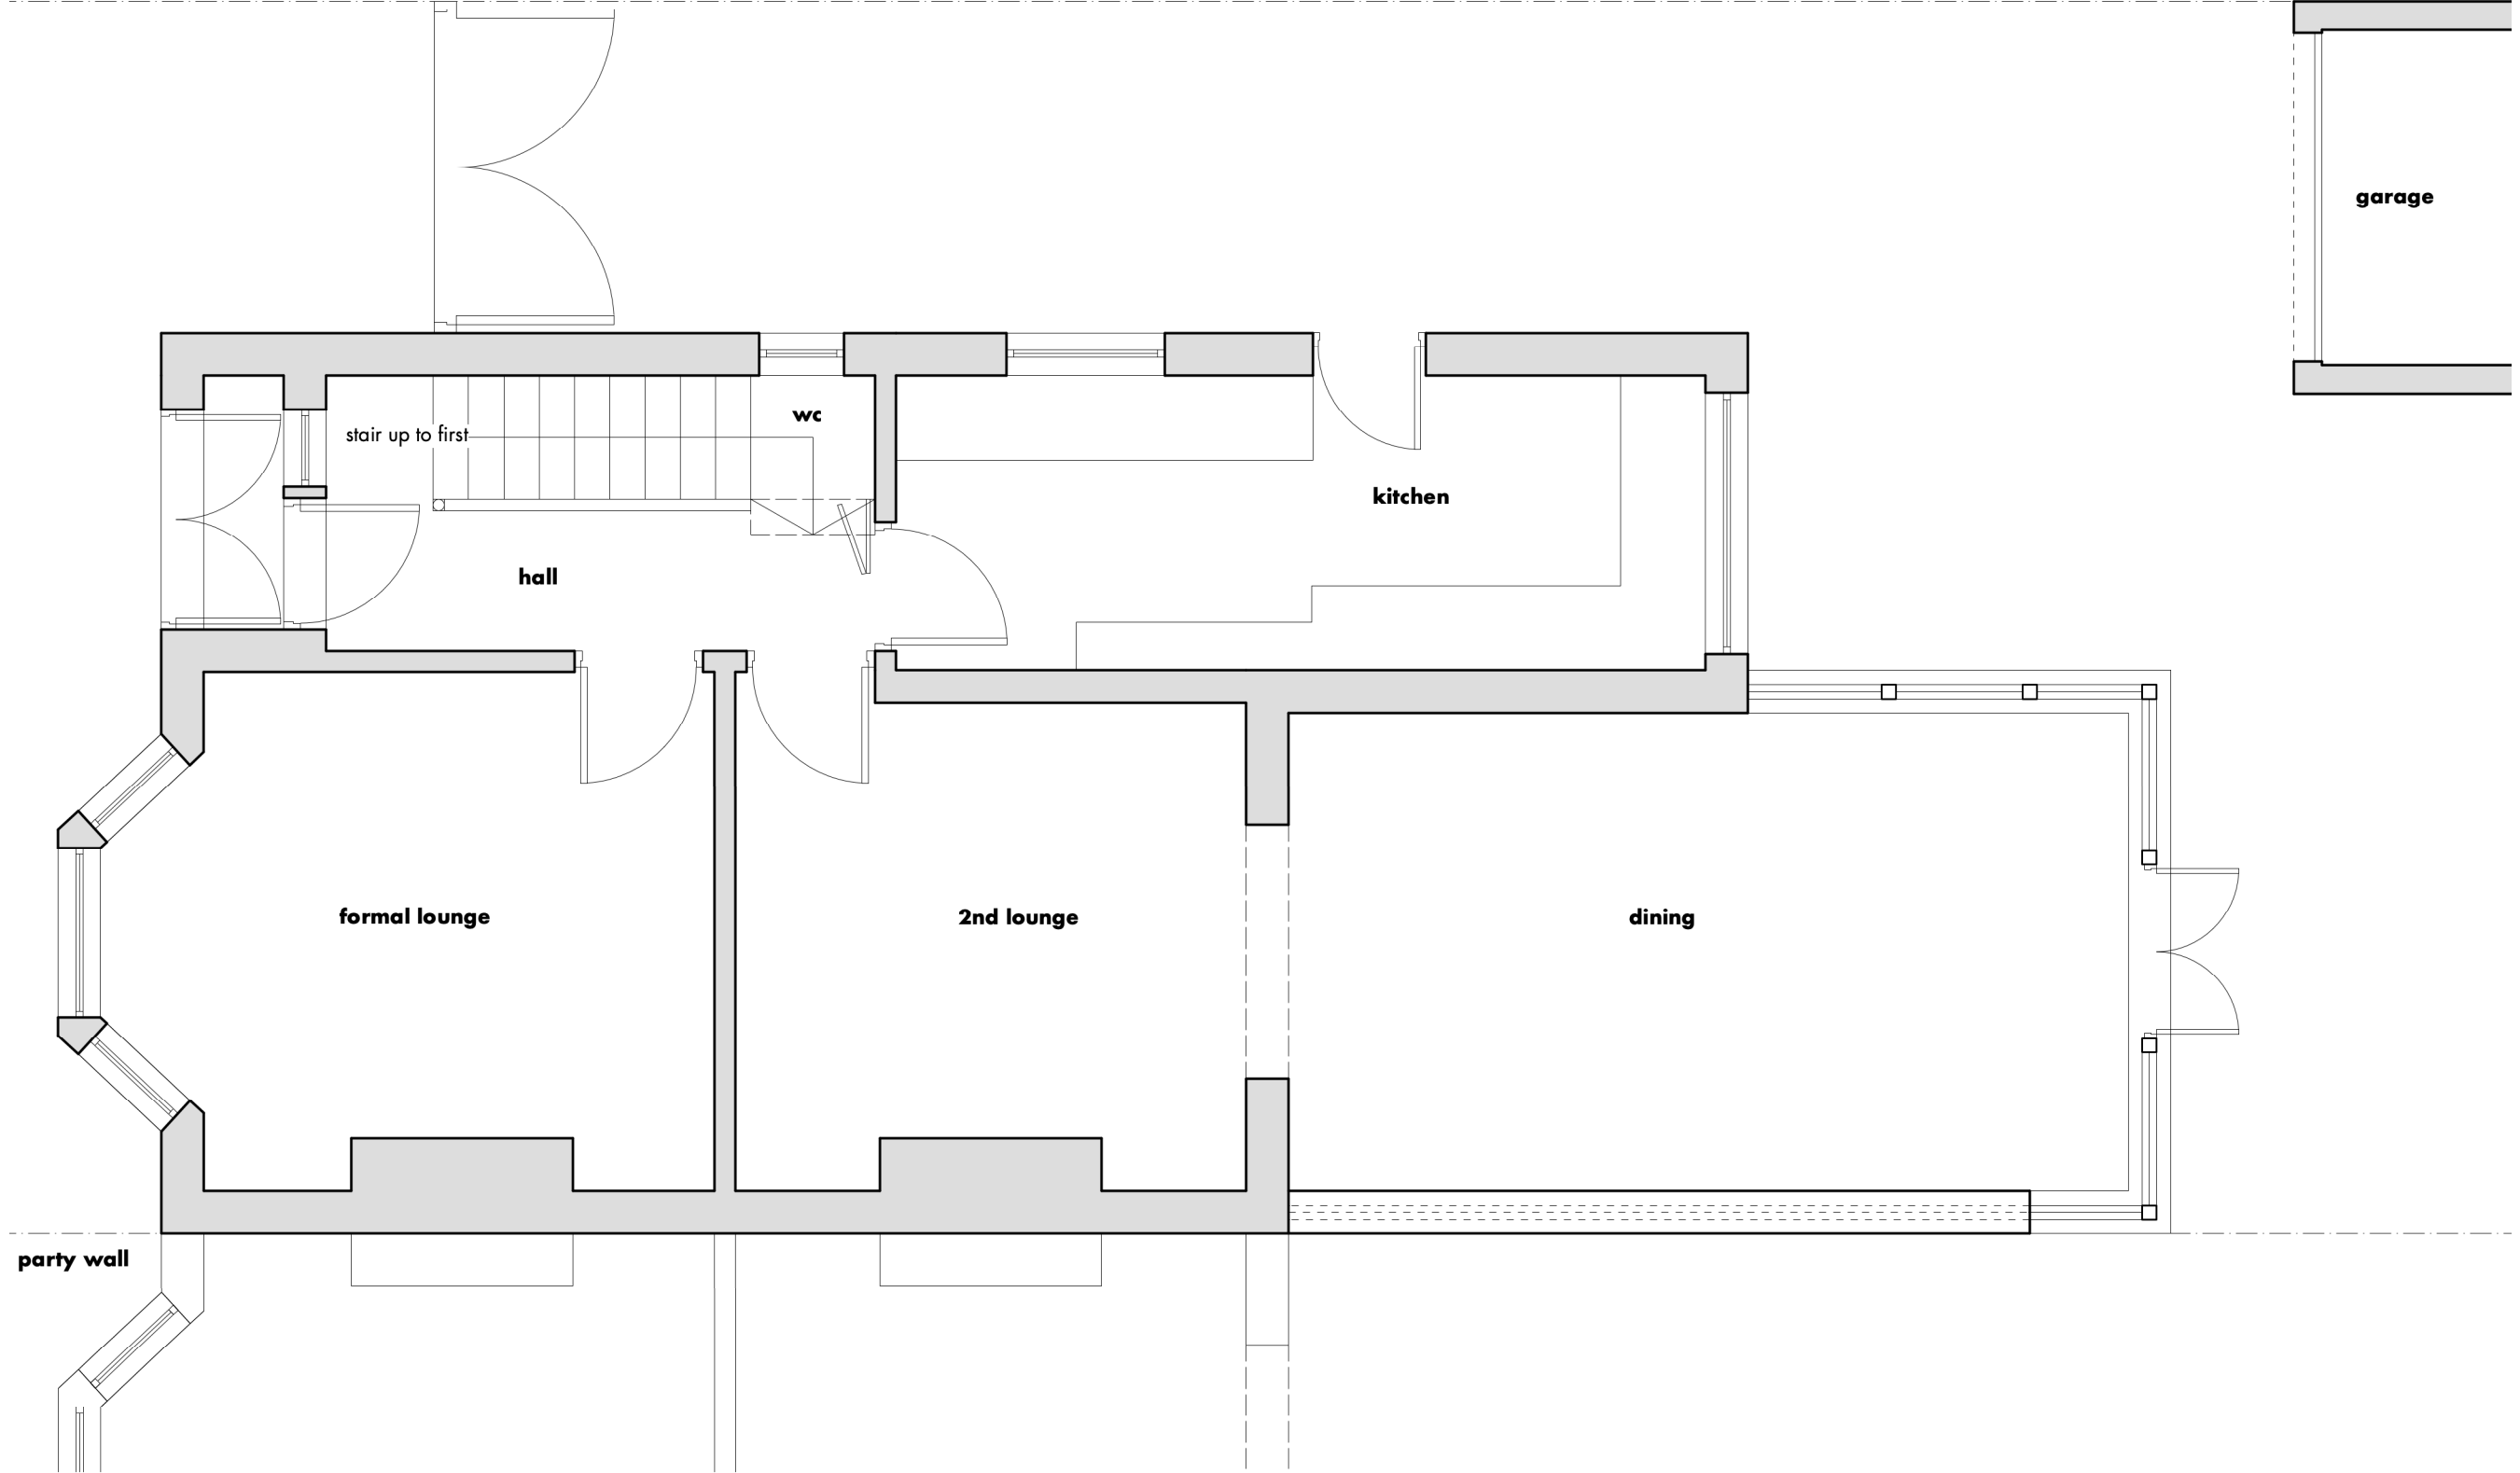 garage
wc
stair up to first
kitchen
hall
formal lounge
2nd lounge
dining
party wall